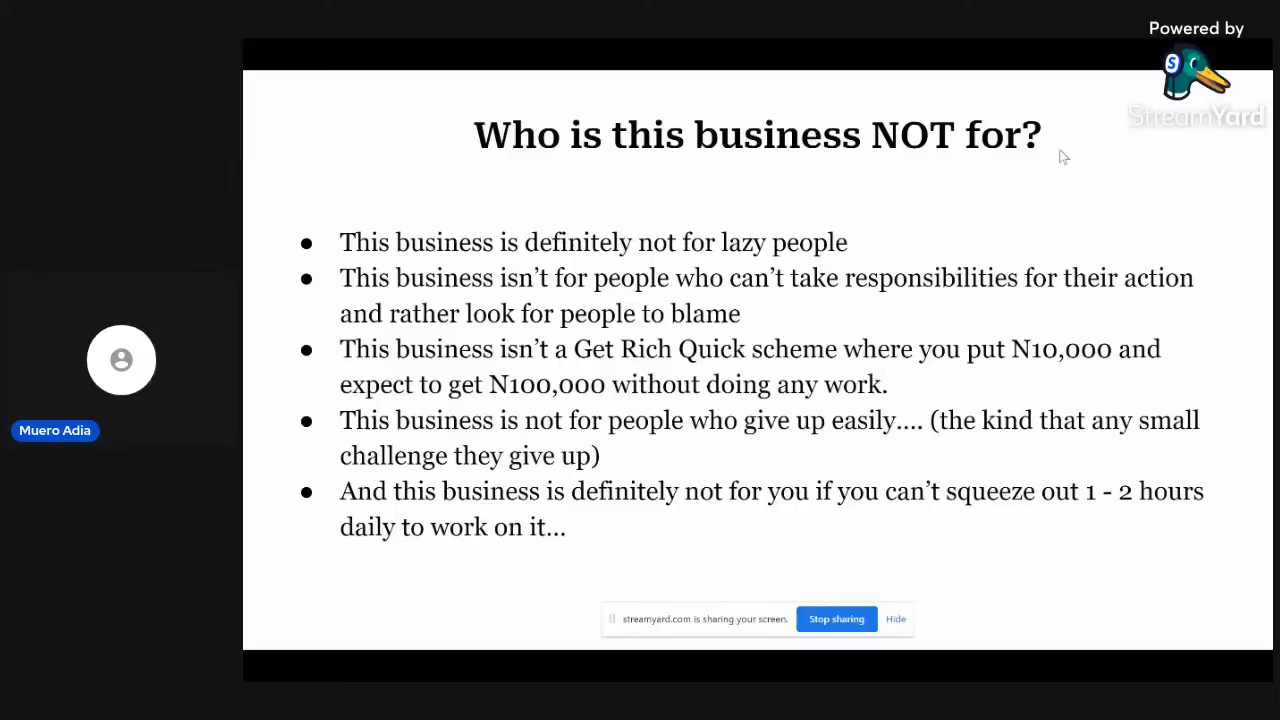 Powered by
S
StreamYard
Who is this business NOT for?
● This business is definitely not for lazy people
● This business isn't for people who can't take responsibilities for their action
and rather look for people to blame
● This business isn't a Get Rich Quick scheme where you put N10,000 and
expect to get N100,000 without doing any work.
● This business is not for people who give up easily.... (the kind that any small
challenge they give up)
● And this business is definitely not for you if you can't squeeze out 1 - 2 hours
daily to work on it...
Muero Adia
streamyard.com is sharing your screen. Stop sharing Hide